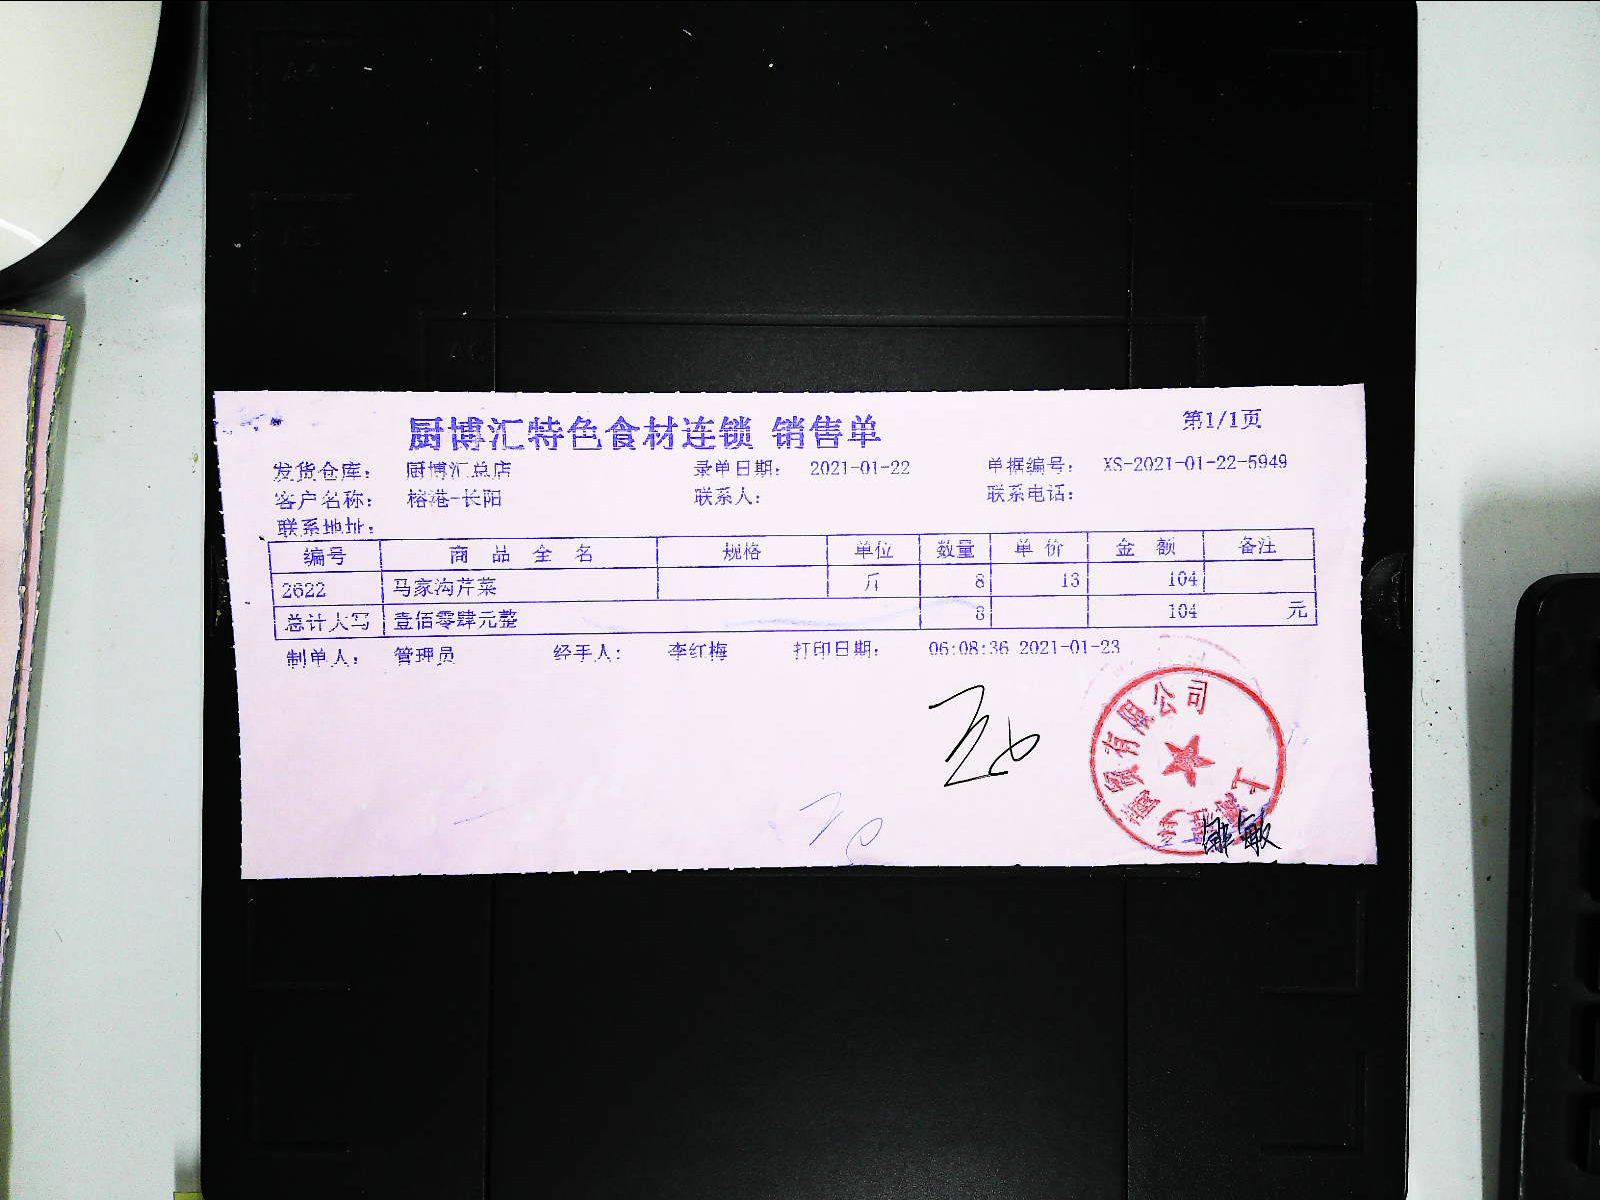 厨博汇特色食材连锁 销售单
第1/1页
发货仓库： 厨博汇总店 录单日期： 2021-01-22 单据编号： XS-2021-01-22-5949
客户名称： 榕港-长阳 联系人： 联系电话：
联系地址：
编号 商 品 全 名 规格 单位 数量 单 价 金 额 备注
2622 马家沟芹菜 斤 8 13 104
总计大写 壹佰零肆元整 8 104 元
制单人： 管理员 经手人： 李红梅 打印日期： 06:08:36 2021-01-23
有限公司
敏